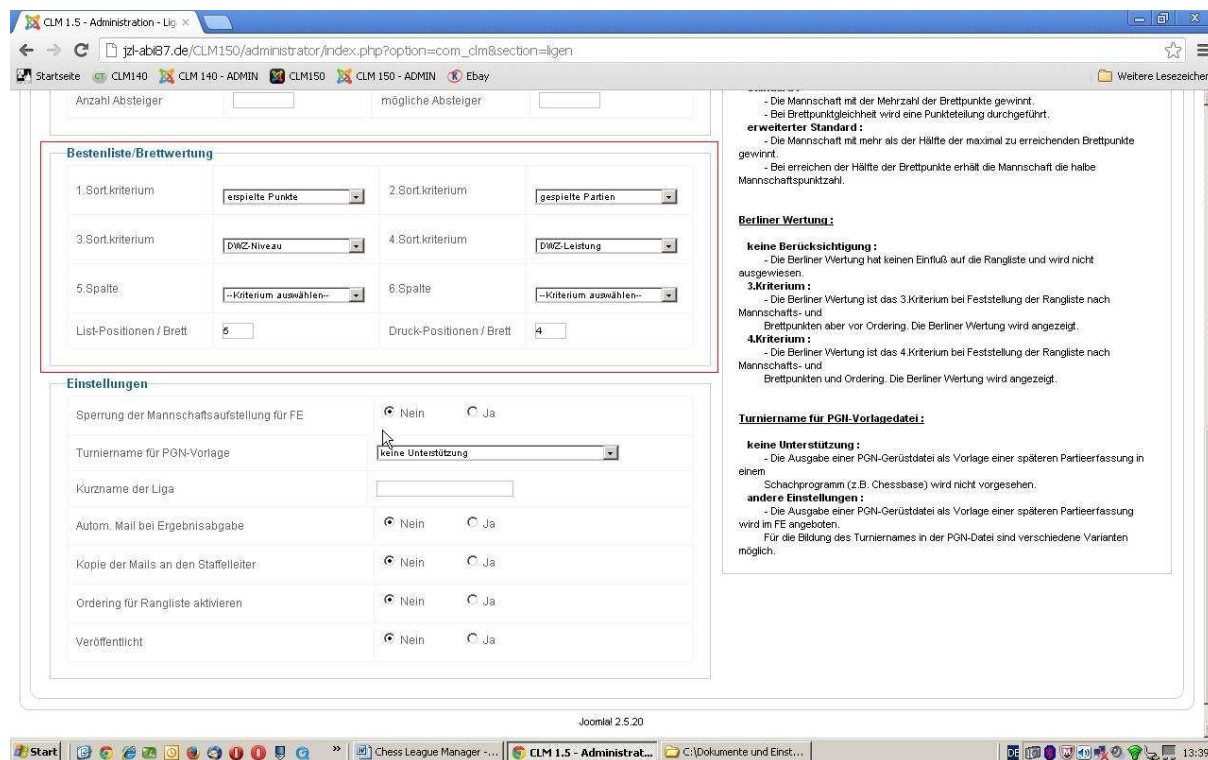 CLM 1.5 - Administration - Lig
jzl-abi87.de/CLM150/administrator/index.php?option=com_clm&section=ligen
Startseite CLM140 CLM 140 - ADMIN CLM150 CLM 150 - ADMIN Ebay Weitere Lesezeichen
Anzahl Absteiger mögliche Absteiger
Bestenliste/Brettwertung
1.Sort.kriterium erspielte Punkte 2.Sort.kriterium gespielte Partien
3.Sort.kriterium DWZ-Niveau 4.Sort.kriterium DWZ-Leistung
5.Spalte --Kriterium auswählen-- 6.Spalte --Kriterium auswählen--
List-Positionen / Brett 5 Druck-Positionen / Brett 4
Einstellungen
Sperrung der Mannschaftsaufstellung für FE Nein Ja
Turniername für PGN-Vorlage keine Unterstützung
Kurzname der Liga
Autom. Mail bei Ergebnisabgabe Nein Ja
Kopie der Mails an den Staffelleiter Nein Ja
Ordering für Rangliste aktivieren Nein Ja
Veröffentlicht Nein Ja
- Die Mannschaft mit der Mehrzahl der Brettpunkte gewinnt.
- Bei Brettpunktgleichheit wird eine Punkteteilung durchgeführt.
erweiterter Standard :
- Die Mannschaft mit mehr als der Hälfte der maximal zu erreichenden Brettpunkte
gewinnt.
- Bei erreichen der Hälfte der Brettpunkte erhält die Mannschaft die halbe
Mannschaftspunktzahl.
Berliner Wertung :
keine Berücksichtigung :
- Die Berliner Wertung hat keinen Einfluß auf die Rangliste und wird nicht
ausgewiesen.
3.Kriterium :
- Die Berliner Wertung ist das 3.Kriterium bei Feststellung der Rangliste nach
Mannschafts- und
Brettpunkten aber vor Ordering. Die Berliner Wertung wird angezeigt.
4.Kriterium :
- Die Berliner Wertung ist das 4.Kriterium bei Feststellung der Rangliste nach
Mannschafts- und
Brettpunkten und Ordering. Die Berliner Wertung wird angezeigt.
Turniername für PGN-Vorlagedatei :
keine Unterstützung :
- Die Ausgabe einer PGN-Gerüstdatei als Vorlage einer späteren Partieerfassung in
einem
Schachprogramm (z.B. Chessbase) wird nicht vorgesehen.
andere Einstellungen :
- Die Ausgabe einer PGN-Gerüstdatei als Vorlage einer späteren Partieerfassung
wird im FE angeboten.
Für die Bildung des Turniernames in der PGN-Datei sind verschiedene Varianten
möglich.
Joomla! 2.5.20
Start Chess League Manager -... CLM 1.5 - Administrat... C:\Dokumente und Einst... DE 13:39